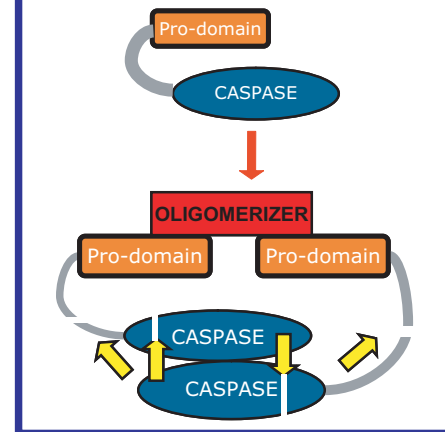 Pro-domain
CASPASE
OLIGOMERIZER
Pro-domain Pro-domain
CASPASE
CASPASE